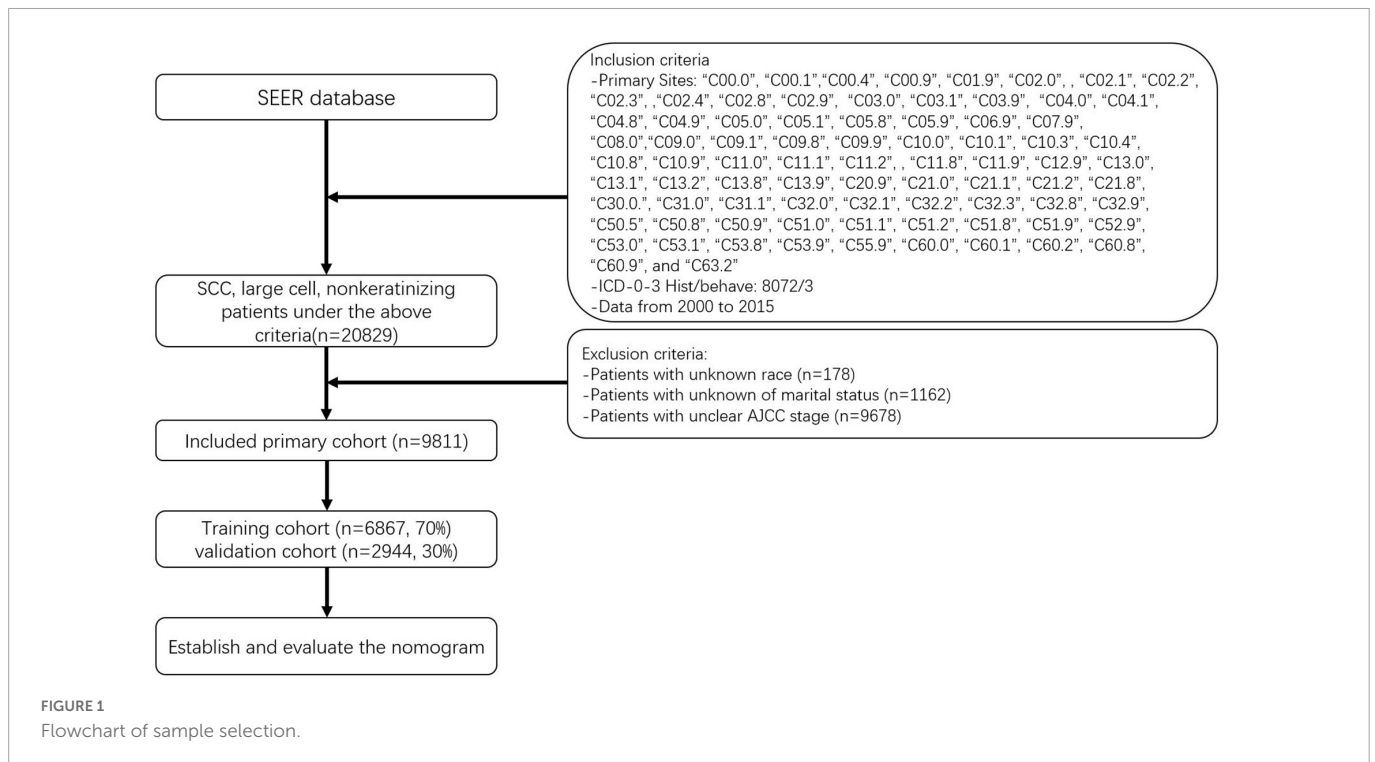 SEER database
Inclusion criteria
-Primary Sites: “C00.0”, “C00.1”,“C00.4”, “C00.9”, “C01.9”, “C02.0”, , “C02.1”, “C02.2”,
“C02.3”, ,“C02.4”, “C02.8”, “C02.9”, “C03.0”, “C03.1”, “C03.9”, “C04.0”, “C04.1”,
“C04.8”, “C04.9”, “C05.0”, “C05.1”, “C05.8”, “C05.9”, “C06.9”, “C07.9”,
“C08.0”,“C09.0”, “C09.1”, “C09.8”, “C09.9”, “C10.0”, “C10.1”, “C10.3”, “C10.4”,
“C10.8”, “C10.9”, “C11.0”, “C11.1”, “C11.2”, , “C11.8”, “C11.9”, “C12.9”, “C13.0”,
“C13.1”, “C13.2”, “C13.8”, “C13.9”, “C20.9”, “C21.0”, “C21.1”, “C21.2”, “C21.8”,
“C30.0.”, “C31.0”, “C31.1”, “C32.0”, “C32.1”, “C32.2”, “C32.3”, “C32.8”, “C32.9”,
“C50.5”, “C50.8”, “C50.9”, “C51.0”, “C51.1”, “C51.2”, “C51.8”, “C51.9”, “C52.9”,
“C53.0”, “C53.1”, “C53.8”, “C53.9”, “C55.9”, “C60.0”, “C60.1”, “C60.2”, “C60.8”,
“C60.9”, and “C63.2”
-ICD-0-3 Hist/behave: 8072/3
-Data from 2000 to 2015
SCC, large cell, nonkeratinizing
patients under the above
criteria(n=20829)
Exclusion criteria:
-Patients with unknown race (n=178)
-Patients with unknown of marital status (n=1162)
-Patients with unclear AJCC stage (n=9678)
Included primary cohort (n=9811)
Training cohort (n=6867, 70%)
validation cohort (n=2944, 30%)
Establish and evaluate the nomogram
FIGURE 1
Flowchart of sample selection.